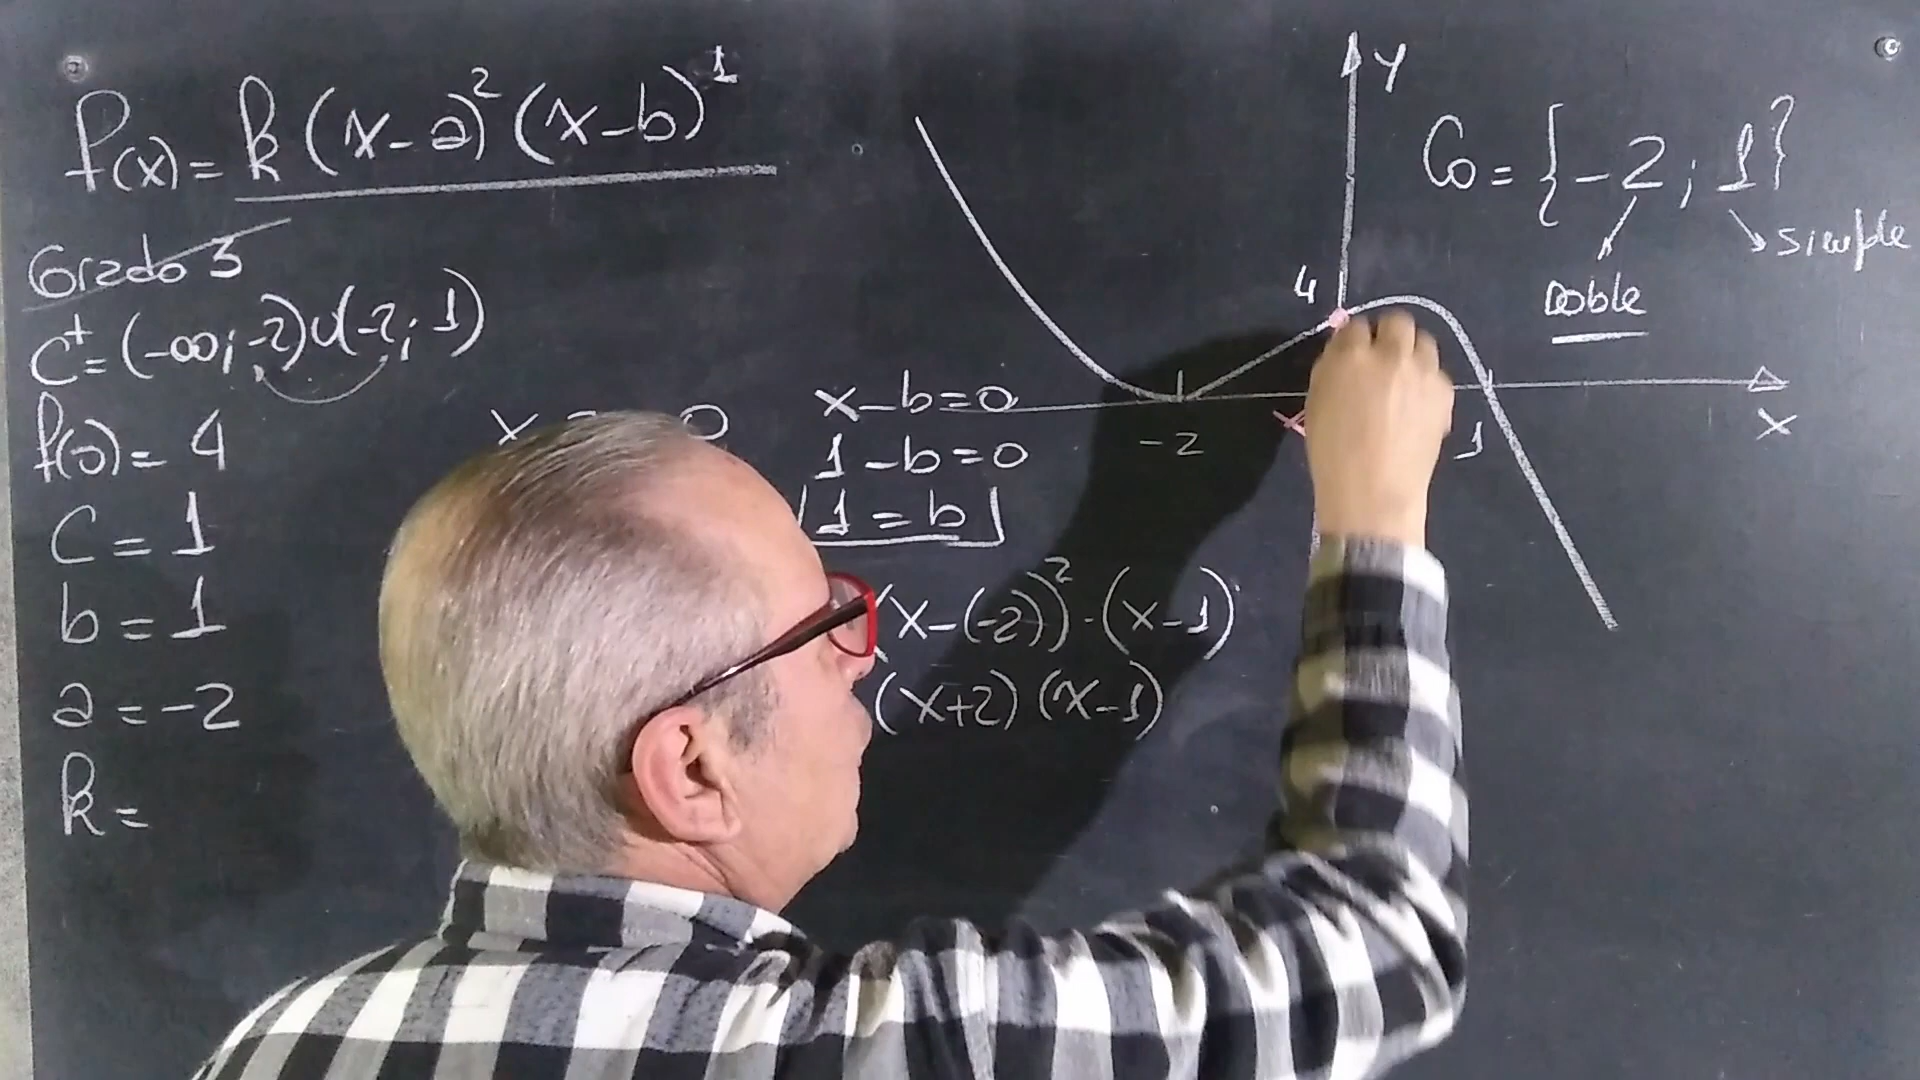 f(x) = k (x-a)² (x-b)¹
Grado 3
C⁺ = (-∞; -2) ∪ (-2; 1)
f(0) = 4
C = 1
b = 1
a = -2
k =
x = 0
x-b=0
1-b=0
1 = b
(x-(-2))² · (x-1)
(x+2) (x-1)
y
4
-2
1
x
C₀ = {-2; 1}
simple
Doble